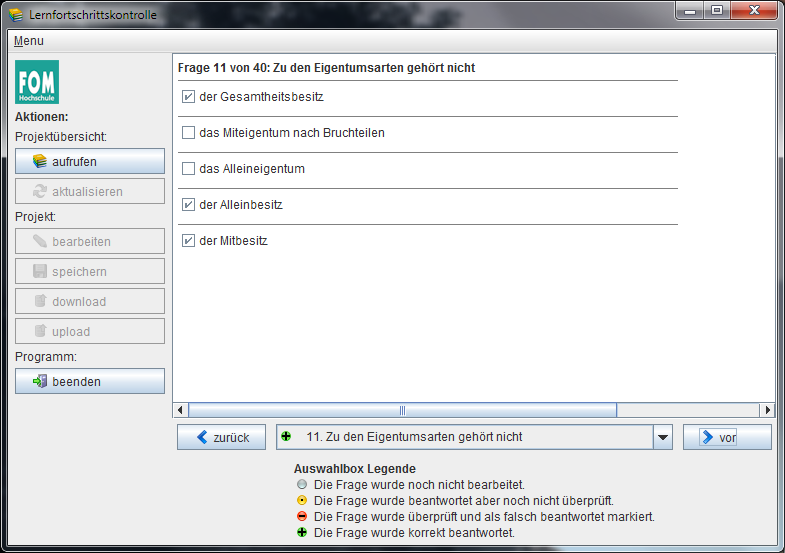 Lernfortschrittskontrolle
Menu
FOM
Hochschule
Aktionen:
Projektübersicht:
aufrufen
aktualisieren
Projekt:
bearbeiten
speichern
download
upload
Programm:
beenden
Frage 11 von 40: Zu den Eigentumsarten gehört nicht
der Gesamtheitsbesitz
das Miteigentum nach Bruchteilen
das Alleineigentum
der Alleinbesitz
der Mitbesitz
zurück
11. Zu den Eigentumsarten gehört nicht
vor
Auswahlbox Legende
Die Frage wurde noch nicht bearbeitet.
Die Frage wurde beantwortet aber noch nicht überprüft.
Die Frage wurde überprüft und als falsch beantwortet markiert.
Die Frage wurde korrekt beantwortet.